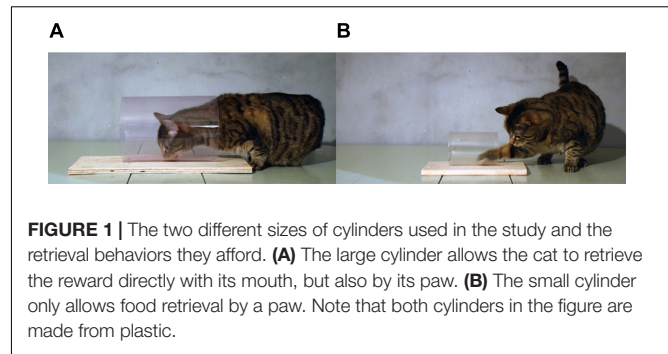 A B
FIGURE 1 | The two different sizes of cylinders used in the study and the
retrieval behaviors they afford. (A) The large cylinder allows the cat to retrieve
the reward directly with its mouth, but also by its paw. (B) The small cylinder
only allows food retrieval by a paw. Note that both cylinders in the figure are
made from plastic.